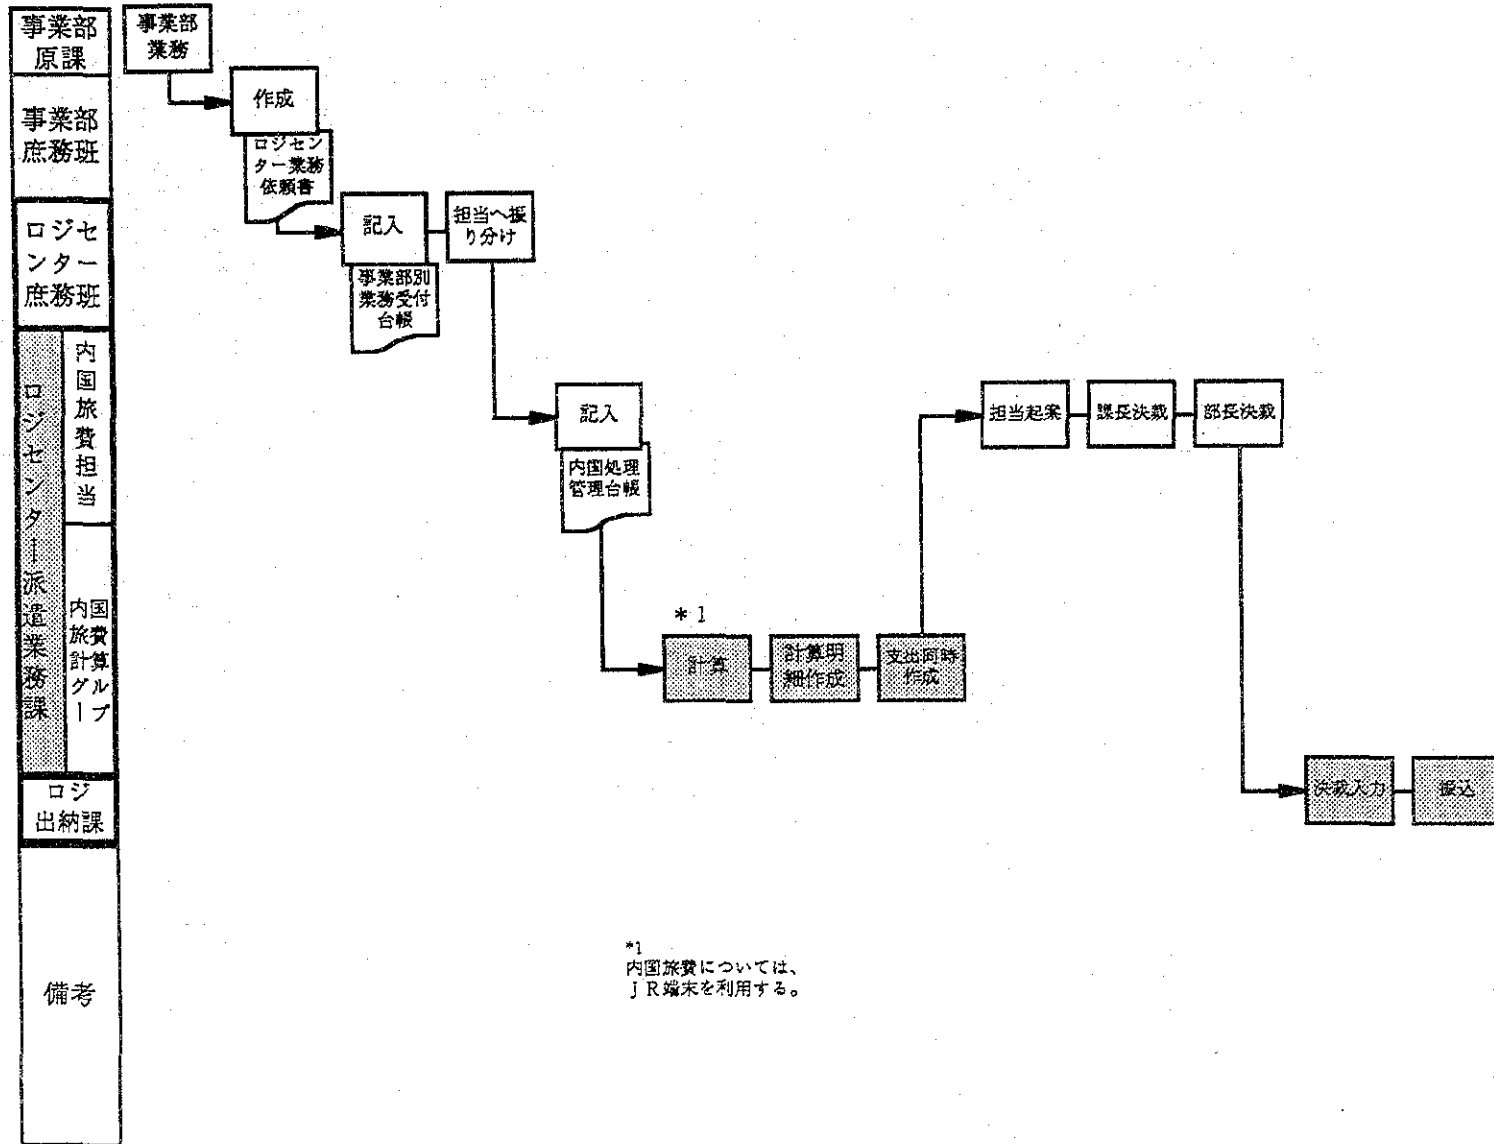 事業部
原課
事業部
業務
作成
事業部
庶務班
ロジセン
ター業務
依頼書
ロジセ
ンター
庶務班
記入
担当へ振
り分け
事業部別
業務受付
台帳
ロジセンター派遣業務課
内国旅費担当
記入
内国処理
管理台帳
担当起案
課長決裁
部長決裁
内国
旅費
計算
グル
ープ
*1
計算
計算明
細作成
支出同時
作成
ロジ
出納課
決裁入力
振込
備考
*1
内国旅費については、
JR端末を利用する。